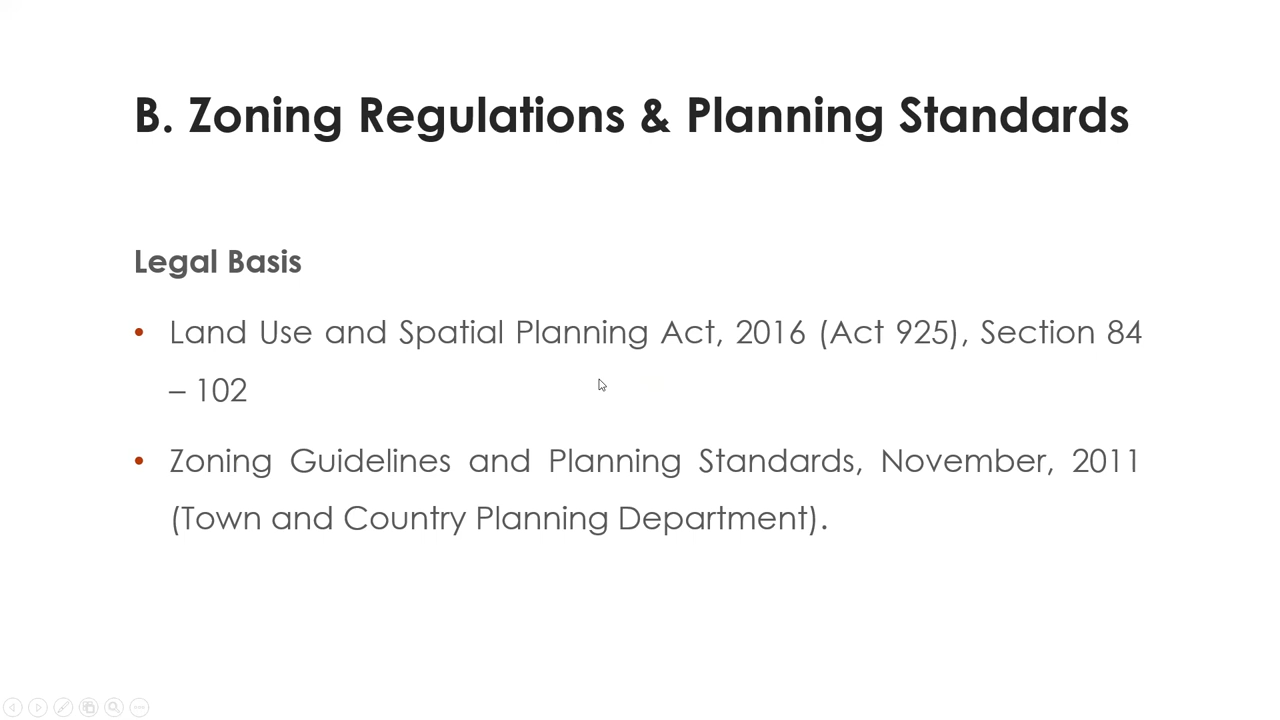 B. Zoning Regulations & Planning Standards
Legal Basis
• Land Use and Spatial Planning Act, 2016 (Act 925), Section 84
– 102
• Zoning Guidelines and Planning Standards, November, 2011
(Town and Country Planning Department).